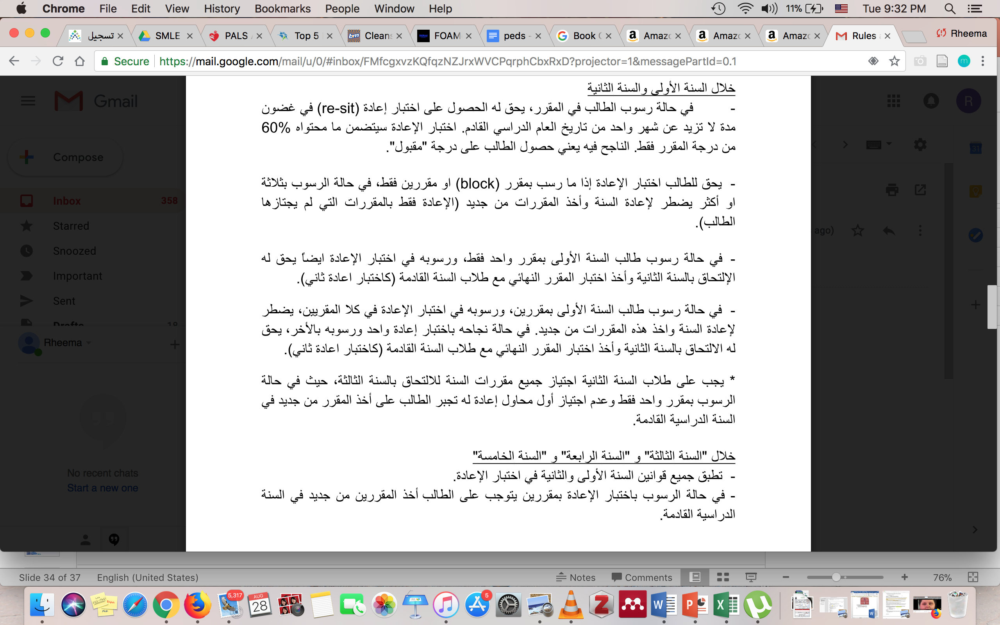 Chrome File Edit View History Bookmarks People Window Help 11% Tue 9:32 PM
تسجيل SMLE PALS Top 5 Clean FOAM peds - Book Amaz Amaz Amaz Rules Rheema
Secure https://mail.google.com/mail/u/0/#inbox/FMfcgxvzKQfqzNZJrxWVCPqrphCbxRxD?projector=1&messagePartId=0.1
Gmail
R
Compose
31
Inbox 358
Starred
ago)
Snoozed
Important
Sent
Drafts 18
Rheema
No recent chats
Start a new one
خلال السنة الأولى والسنة الثانية
- في حالة رسوب الطالب في المقرر، يحق له الحصول على اختبار إعادة (re-sit) في غضون
مدة لا تزيد عن شهر واحد من تاريخ العام الدراسي القادم. اختبار الإعادة سيتضمن ما محتواه 60%
من درجة المقرر فقط. الناجح فيه يعني حصول الطالب على درجة "مقبول".
- يحق للطالب اختبار الإعادة إذا ما رسب بمقرر (block) او مقررين فقط، في حالة الرسوب بثلاثة
او أكثر يضطر لإعادة السنة وأخذ المقررات من جديد (الإعادة فقط بالمقررات التي لم يجتازها
الطالب).
- في حالة رسوب طالب السنة الأولى بمقرر واحد فقط، ورسوبه في اختبار الإعادة ايضاً يحق له
الإلتحاق بالسنة الثانية وأخذ اختبار المقرر النهائي مع طلاب السنة القادمة (كاختبار اعادة ثاني).
- في حالة رسوب طالب السنة الأولى بمقررين، ورسوبه في اختبار الإعادة في كلا المقريين، يضطر
لإعادة السنة واخذ هذه المقررات من جديد. في حالة نجاحه باختبار إعادة واحد ورسوبه بالأخر، يحق
له الالتحاق بالسنة الثانية وأخذ اختبار المقرر النهائي مع طلاب السنة القادمة (كاختبار اعادة ثاني).
* يجب على طلاب السنة الثانية اجتياز جميع مقررات السنة للالتحاق بالسنة الثالثة، حيث في حالة
الرسوب بمقرر واحد فقط وعدم اجتياز أول محاول إعادة له تجبر الطالب على أخذ المقرر من جديد في
السنة الدراسية القادمة.
خلال "السنة الثالثة" و "السنة الرابعة" و "السنة الخامسة"
- تطبق جميع قوانين السنة الأولى والثانية في اختبار الإعادة.
- في حالة الرسوب باختبار الإعادة بمقررين يتوجب على الطالب أخذ المقررين من جديد في السنة
الدراسية القادمة.
Slide 34 of 37 English (United States) Notes Comments 76%
5,317 AUG 28 5